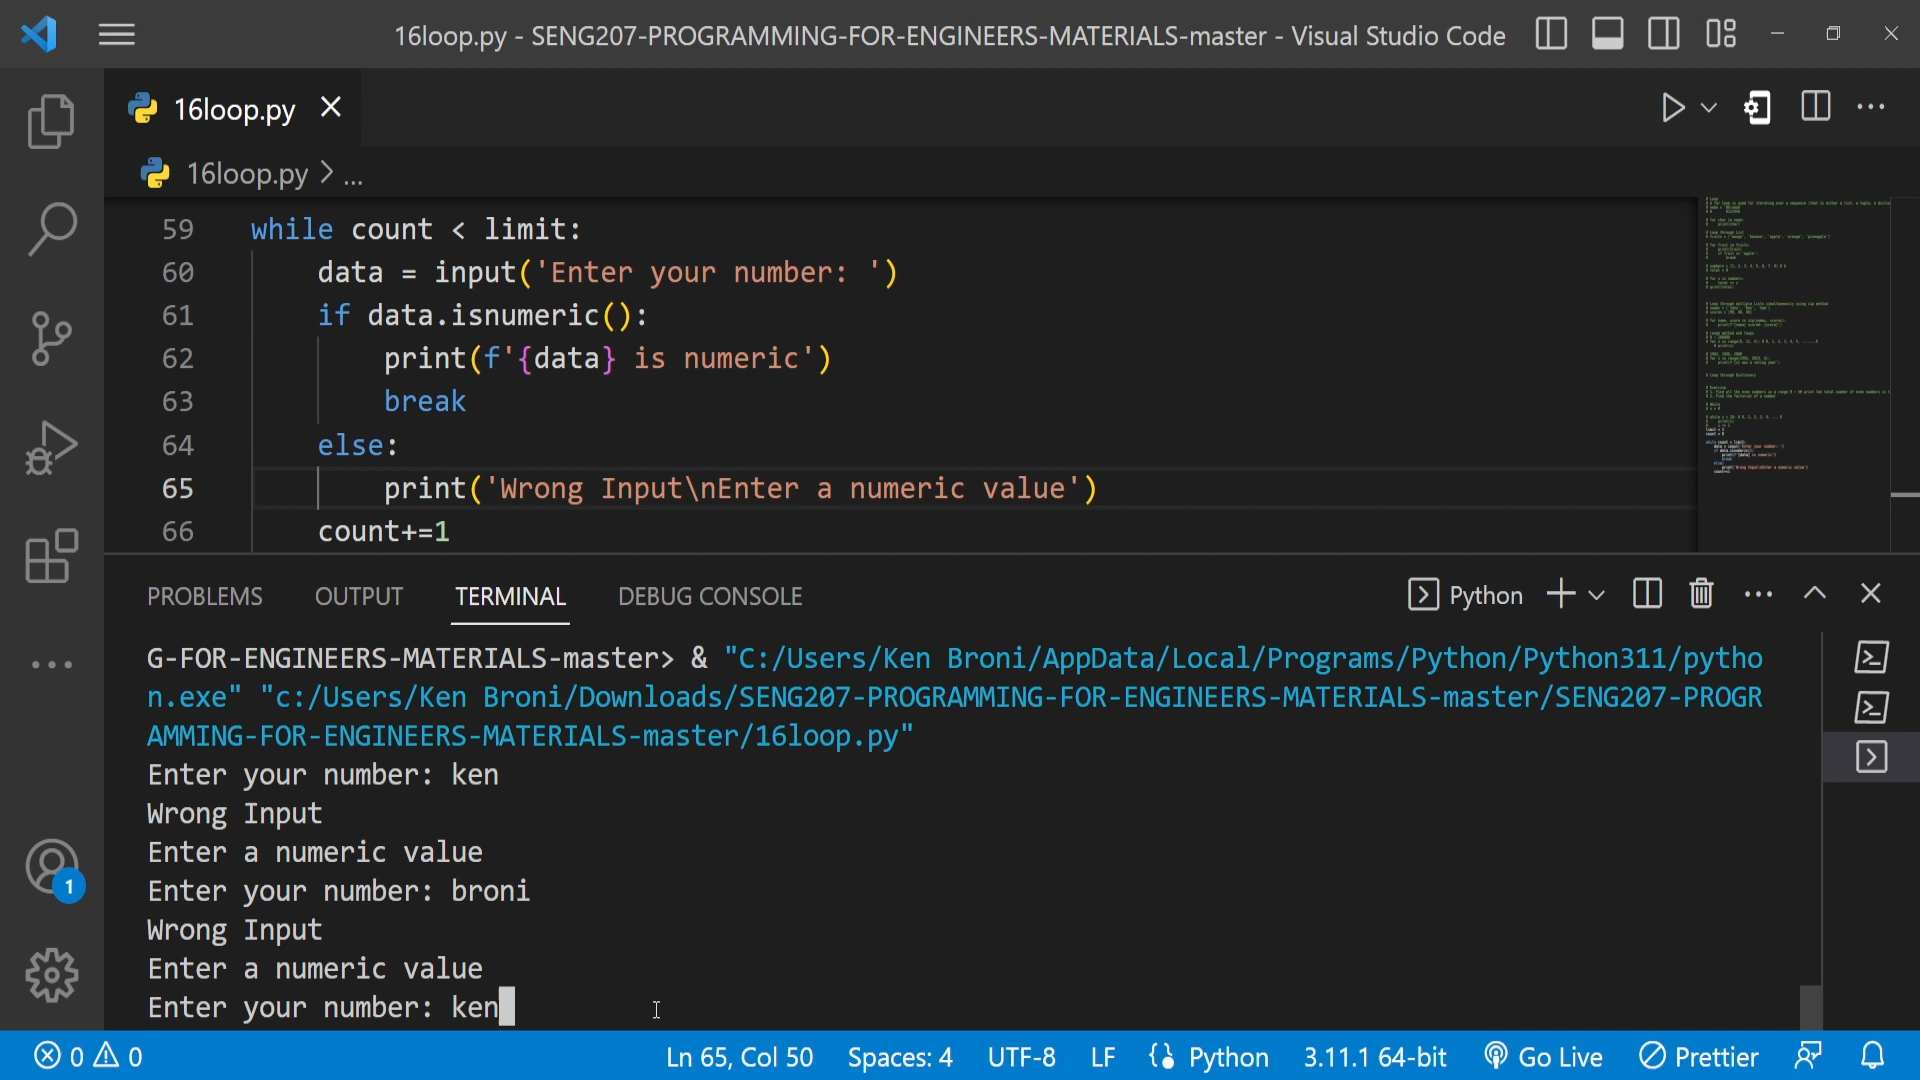 16loop.py - SENG207-PROGRAMMING-FOR-ENGINEERS-MATERIALS-master - Visual Studio Code
16loop.py
16loop.py > ...
59 while count < limit:
60     data = input('Enter your number: ')
61     if data.isnumeric():
62         print(f'{data} is numeric')
63         break
64     else:
65         print('Wrong Input\nEnter a numeric value')
66     count+=1
PROBLEMS OUTPUT TERMINAL DEBUG CONSOLE Python
G-FOR-ENGINEERS-MATERIALS-master> & "C:/Users/Ken Broni/AppData/Local/Programs/Python/Python311/pytho
n.exe" "c:/Users/Ken Broni/Downloads/SENG207-PROGRAMMING-FOR-ENGINEERS-MATERIALS-master/SENG207-PROGR
AMMING-FOR-ENGINEERS-MATERIALS-master/16loop.py"
Enter your number: ken
Wrong Input
Enter a numeric value
Enter your number: broni
Wrong Input
Enter a numeric value
Enter your number: ken
1
0 0 Ln 65, Col 50 Spaces: 4 UTF-8 LF Python 3.11.1 64-bit Go Live Prettier